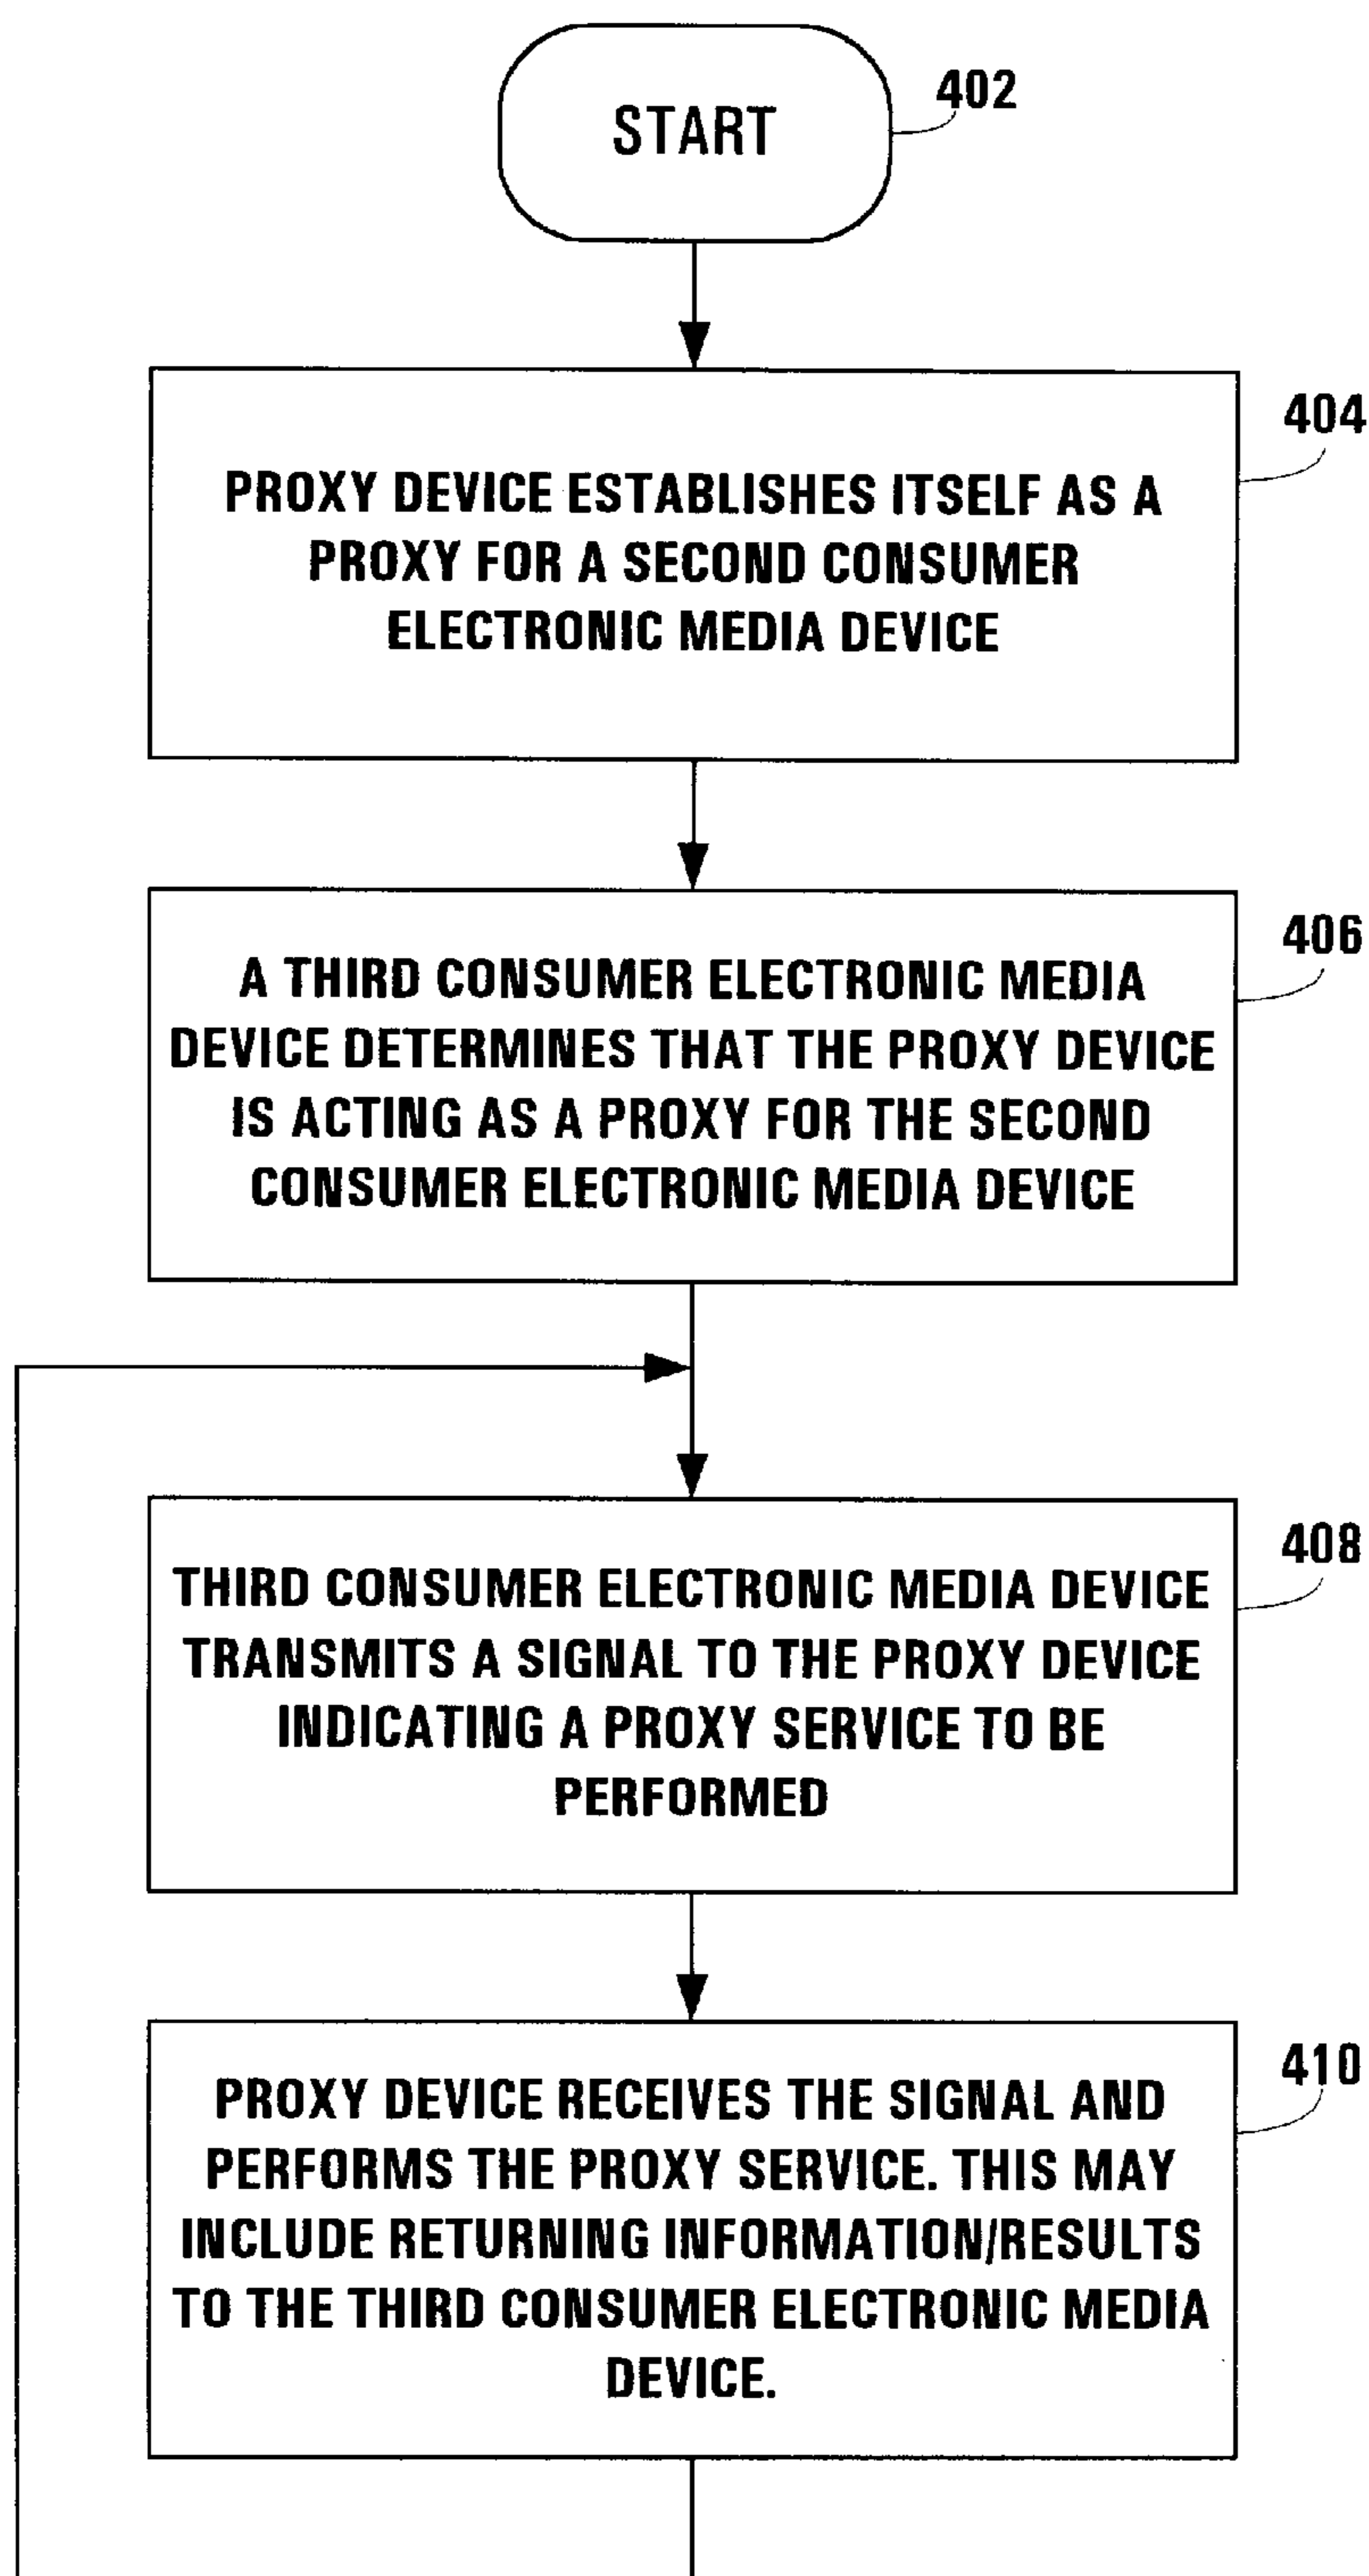 START
402
PROXY DEVICE ESTABLISHES ITSELF AS A
PROXY FOR A SECOND CONSUMER
ELECTRONIC MEDIA DEVICE
404
A THIRD CONSUMER ELECTRONIC MEDIA
DEVICE DETERMINES THAT THE PROXY DEVICE
IS ACTING AS A PROXY FOR THE SECOND
CONSUMER ELECTRONIC MEDIA DEVICE
406
THIRD CONSUMER ELECTRONIC MEDIA DEVICE
TRANSMITS A SIGNAL TO THE PROXY DEVICE
INDICATING A PROXY SERVICE TO BE
PERFORMED
408
PROXY DEVICE RECEIVES THE SIGNAL AND
PERFORMS THE PROXY SERVICE. THIS MAY
INCLUDE RETURNING INFORMATION/RESULTS
TO THE THIRD CONSUMER ELECTRONIC MEDIA
DEVICE.
410